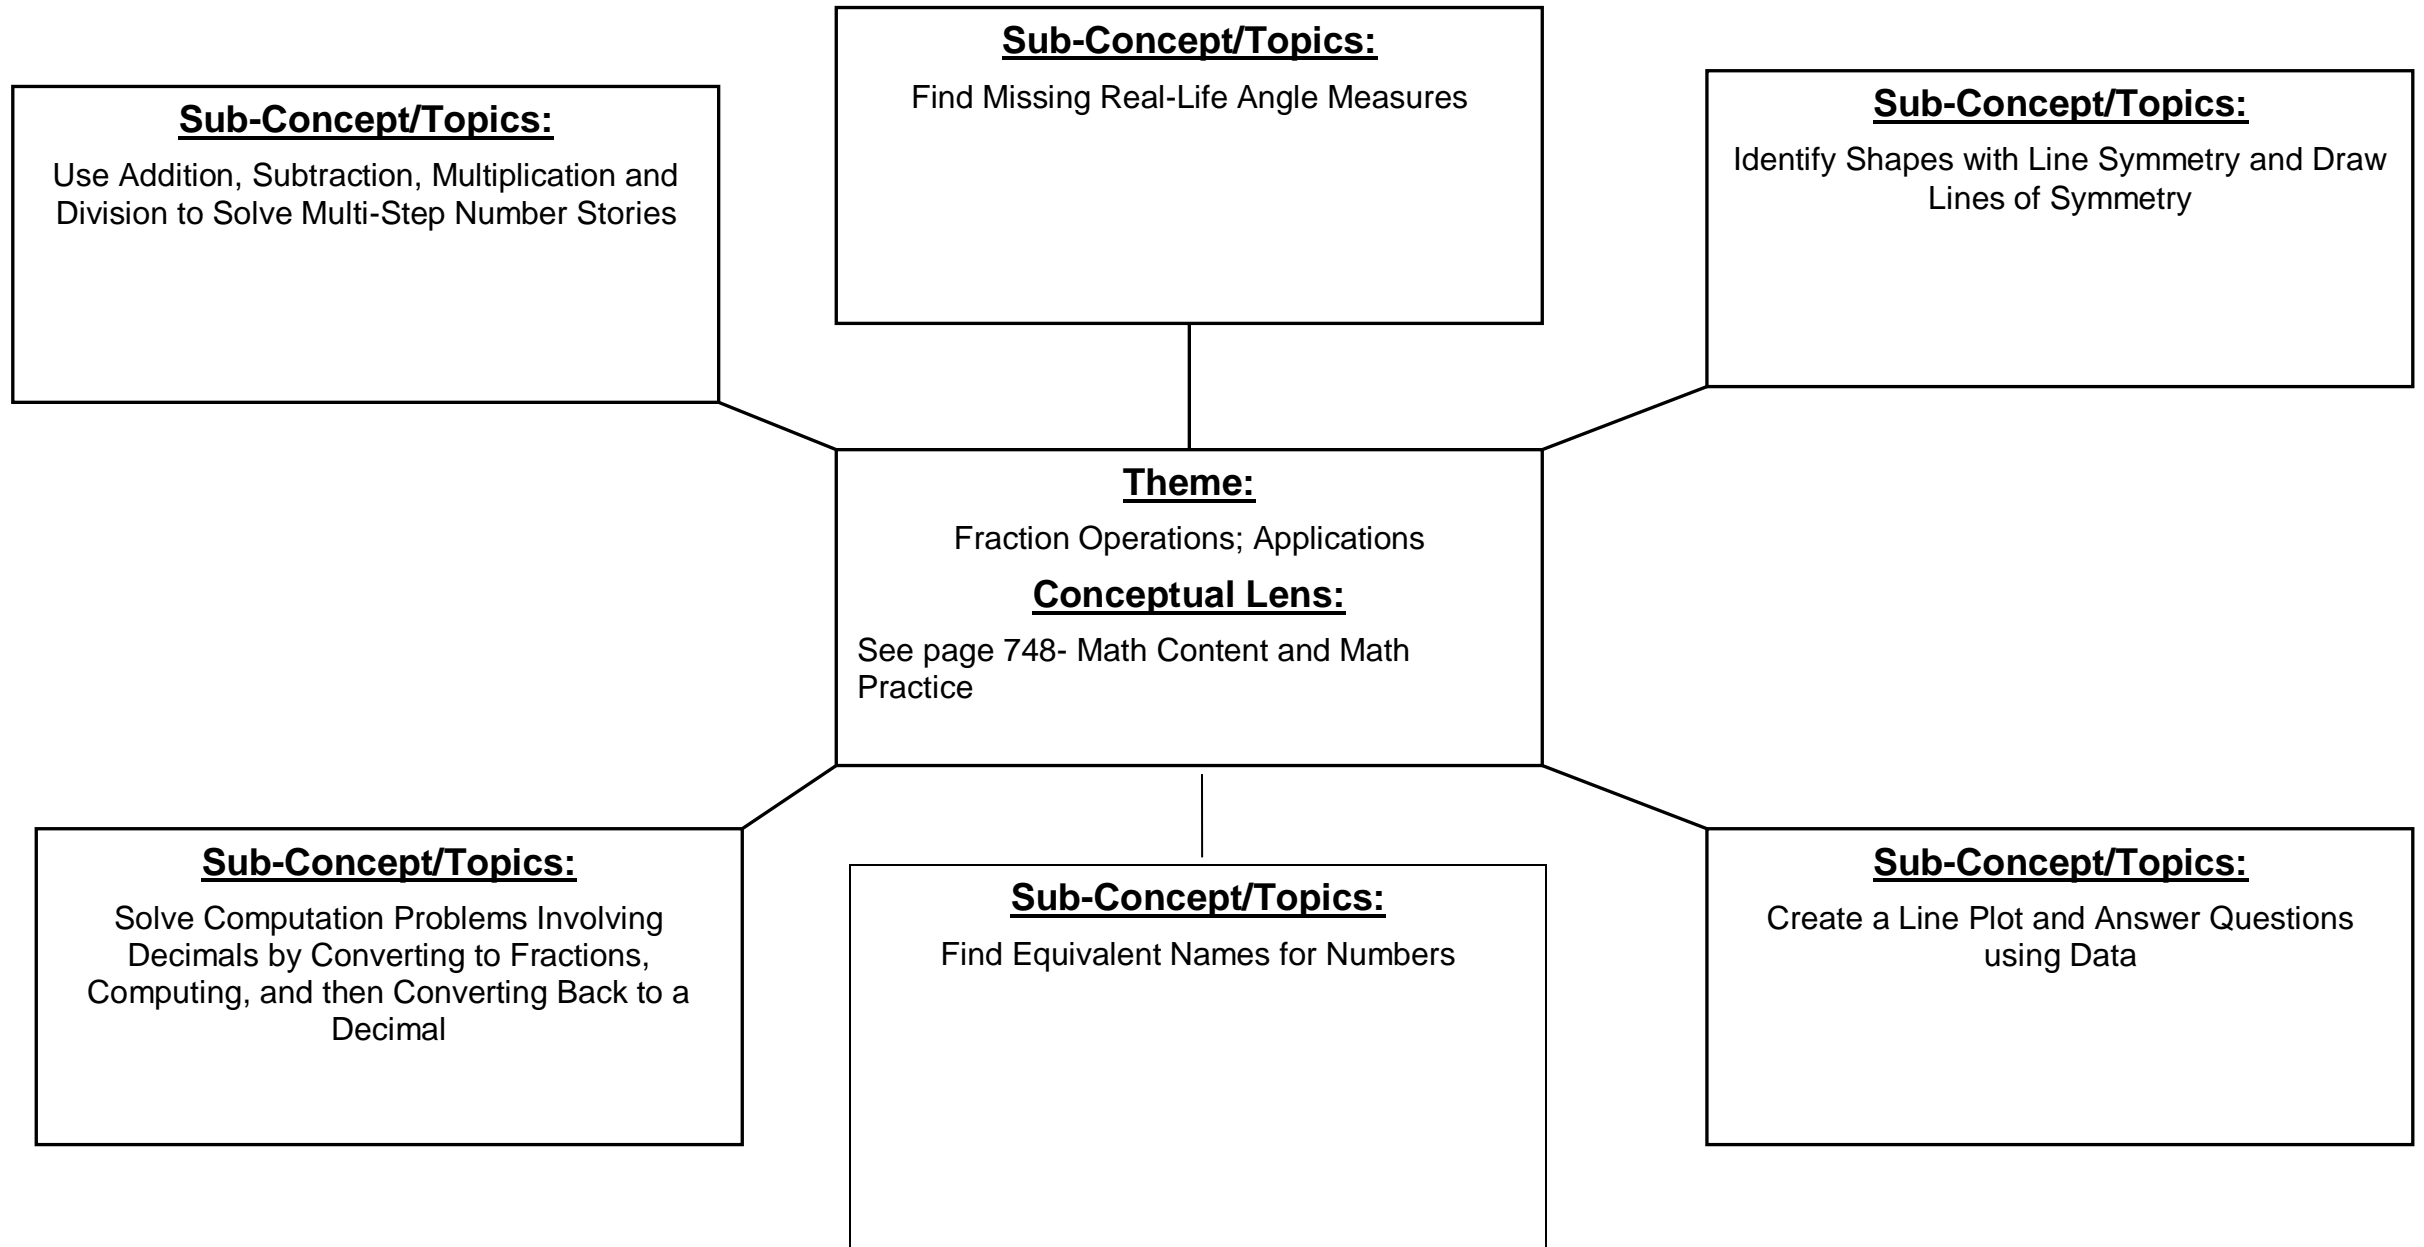 Sub-Concept/Topics:
Use Addition, Subtraction, Multiplication and
Division to Solve Multi-Step Number Stories
Sub-Concept/Topics:
Find Missing Real-Life Angle Measures
Sub-Concept/Topics:
Identify Shapes with Line Symmetry and Draw
Lines of Symmetry
Theme:
Fraction Operations; Applications
Conceptual Lens:
See page 748- Math Content and Math
Practice
Sub-Concept/Topics:
Solve Computation Problems Involving
Decimals by Converting to Fractions,
Computing, and then Converting Back to a
Decimal
Sub-Concept/Topics:
Find Equivalent Names for Numbers
Sub-Concept/Topics:
Create a Line Plot and Answer Questions
using Data